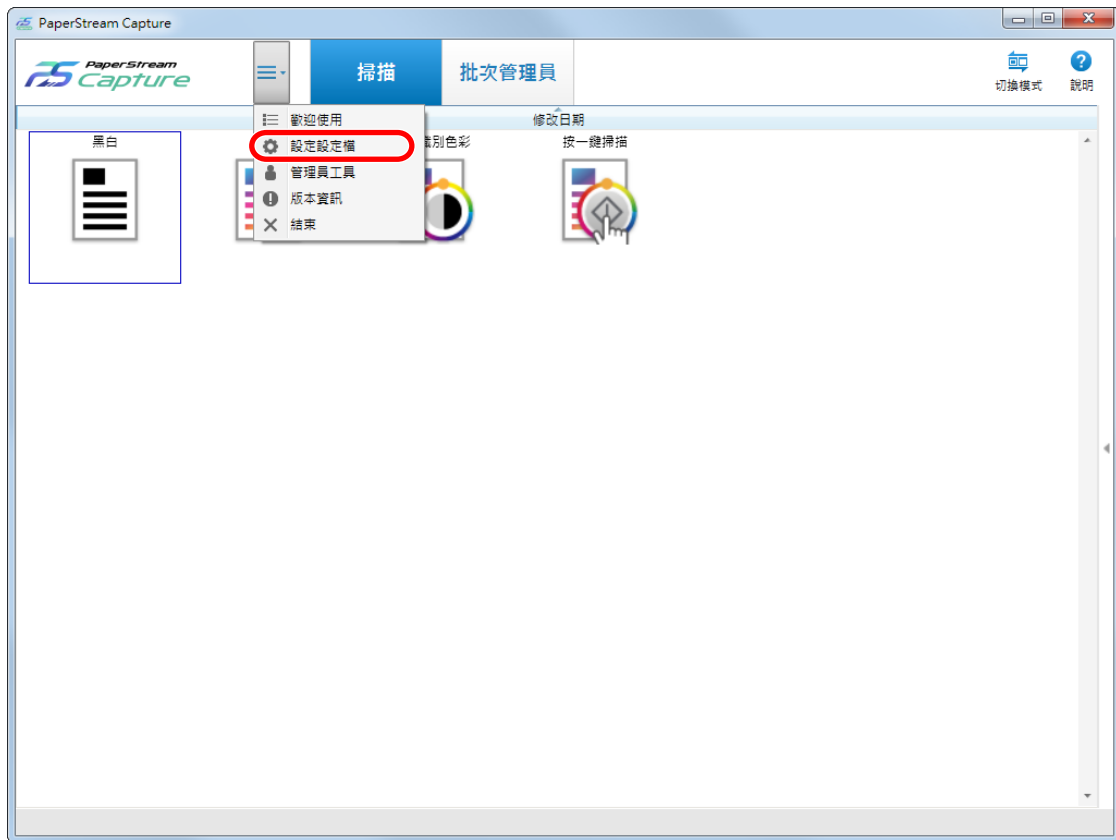 PaperStream Capture
PaperStream
Capture
掃描
批次管理員
切換模式
說明
修改日期
歡迎使用
設定設定檔
管理員工具
版本資訊
結束
黑白
識別色彩
按一鍵掃描